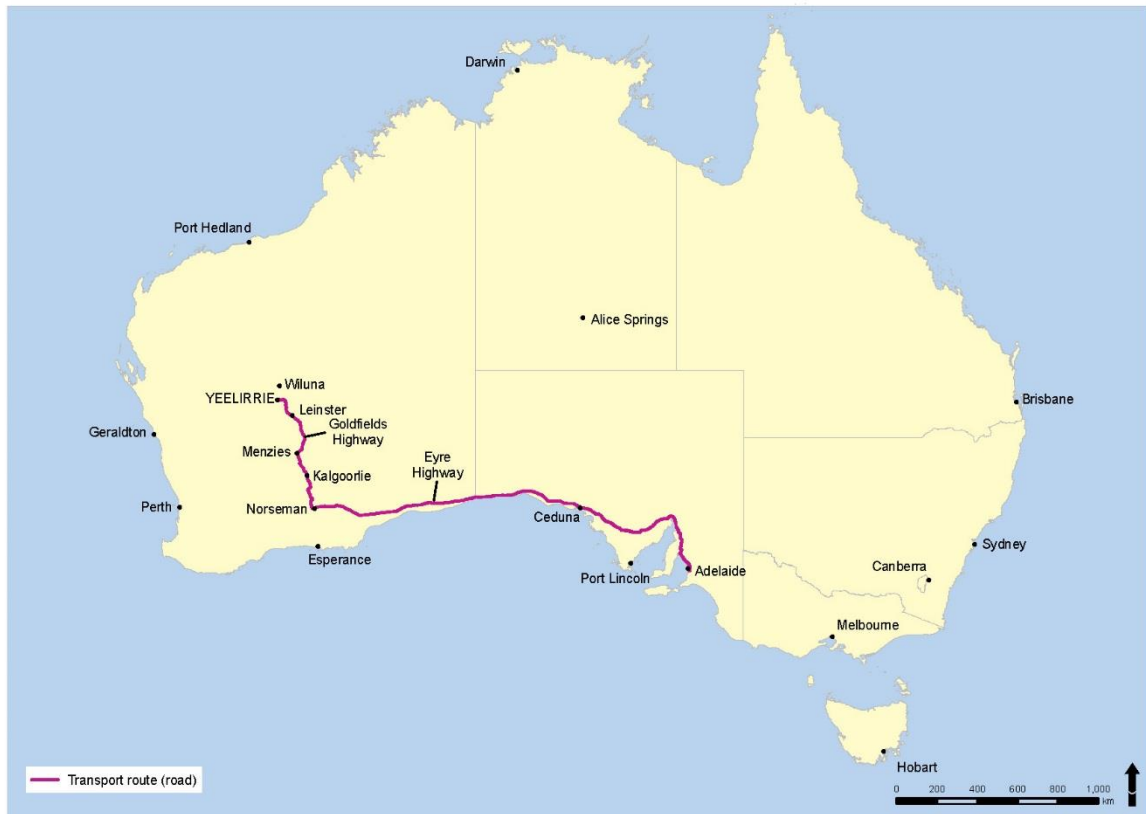 Darwin
Port Hedland
Alice Springs
Wiluna
YEELIRRIE
Leinster
Goldfields
Highway
Geraldton
Menzies
Kalgoorlie
Eyre
Highway
Brisbane
Perth
Norseman
Ceduna
Esperance
Port Lincoln
Adelaide
Sydney
Canberra
Melbourne
Hobart
Transport route (road)
0 200 400 600 800 1,000
km